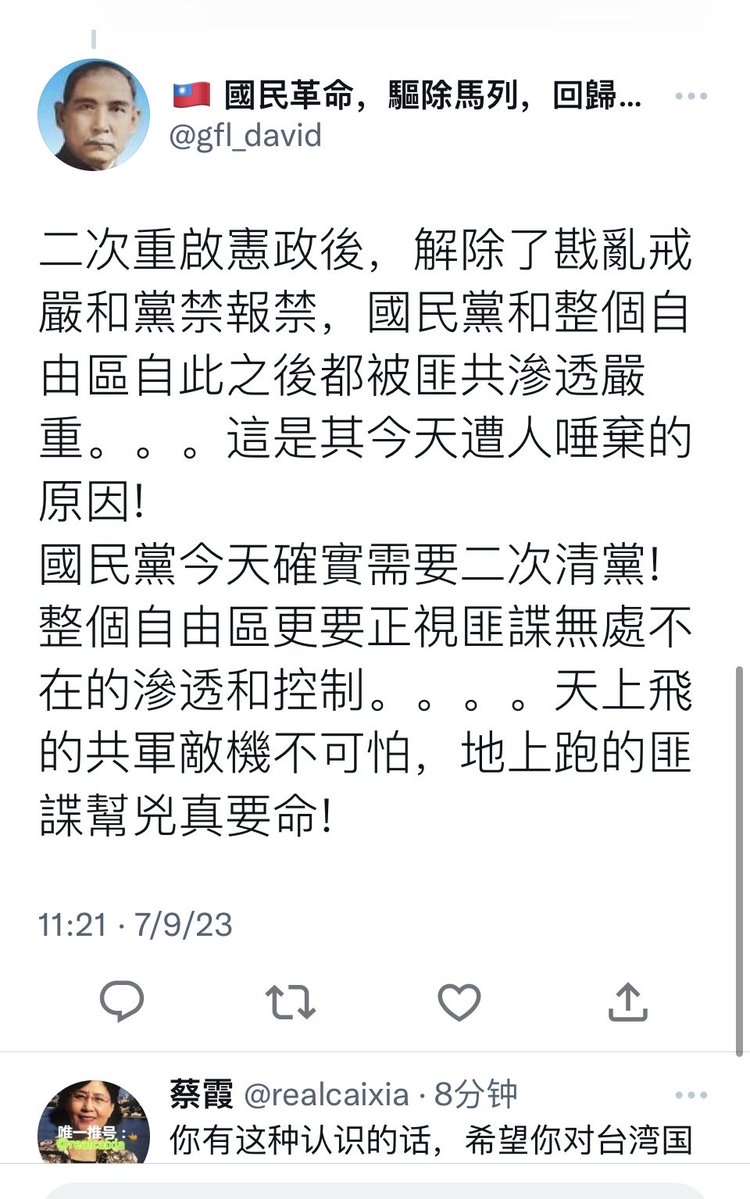 🇹🇼 國民革命，驅除馬列，回歸...
@gfl_david
二次重啟憲政後，解除了戡亂戒
嚴和黨禁報禁，國民黨和整個自
由區自此之後都被匪共滲透嚴
重。。。這是其今天遭人唾棄的
原因!
國民黨今天確實需要二次清黨!
整個自由區更要正視匪諜無處不
在的滲透和控制。。。。天上飛
的共軍敵機不可怕，地上跑的匪
諜幫兇真要命!
11:21 · 7/9/23
蔡霞 @realcaixia · 8分钟
唯一推号：
@realcaixia
你有这种认识的话，希望你对台湾国